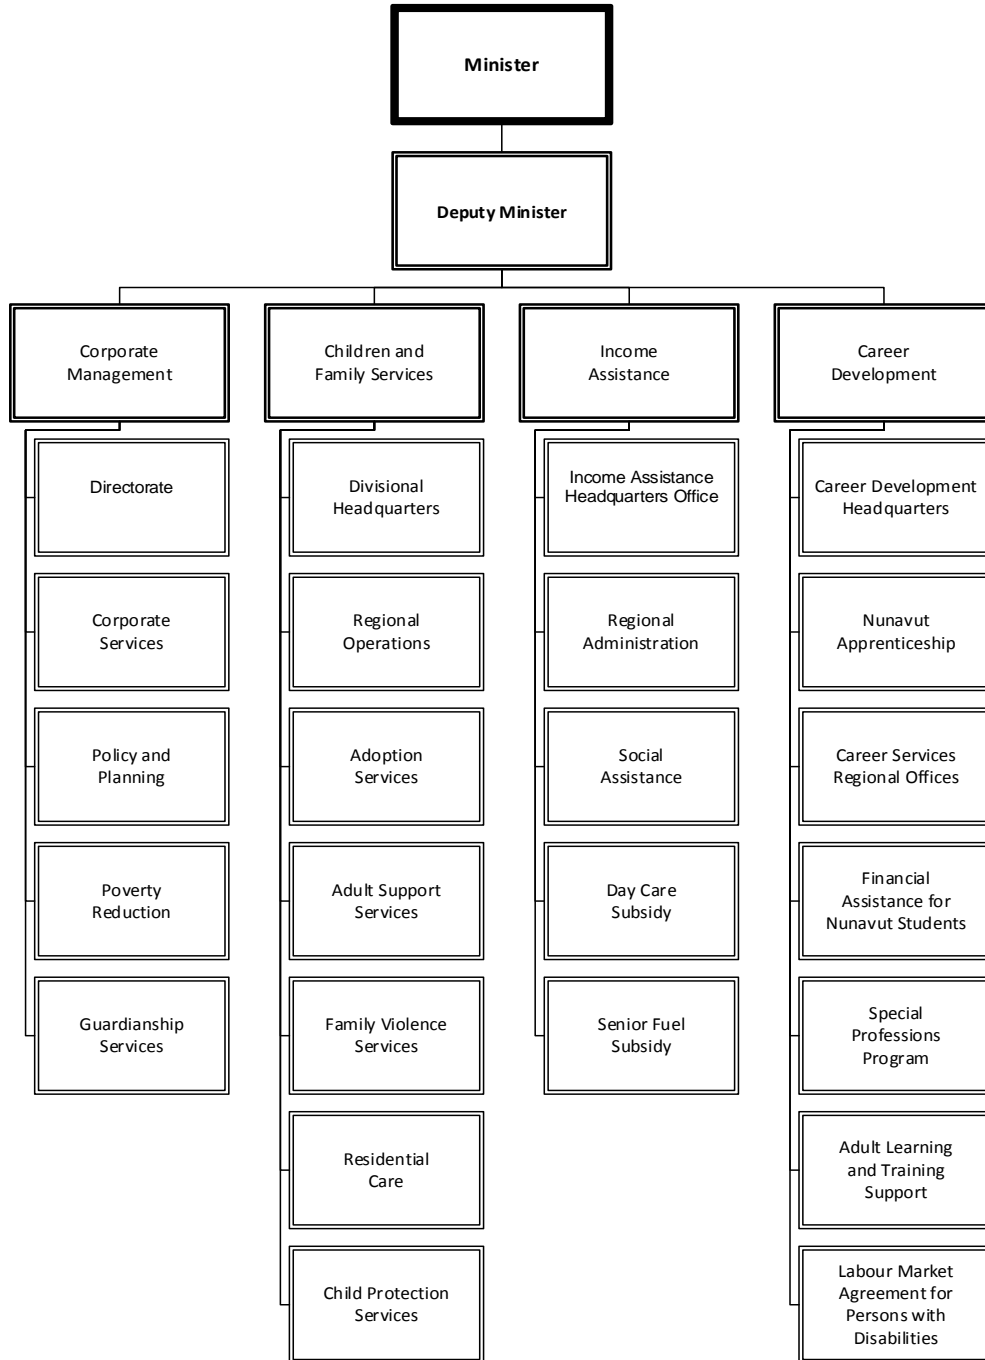 Minister
Deputy Minister
Corporate
Management
Children and
Family Services
Income
Assistance
Career
Development
Directorate
Corporate
Services
Policy and
Planning
Poverty
Reduction
Guardianship
Services
Divisional
Headquarters
Regional
Operations
Adoption
Services
Adult Support
Services
Family Violence
Services
Residential
Care
Child Protection
Services
Income Assistance
Headquarters Office
Regional
Administration
Social
Assistance
Day Care
Subsidy
Senior Fuel
Subsidy
Career Development
Headquarters
Nunavut
Apprenticeship
Career Services
Regional Offices
Financial
Assistance for
Nunavut Students
Special
Professions
Program
Adult Learning
and Training
Support
Labour Market
Agreement for
Persons with
Disabilities